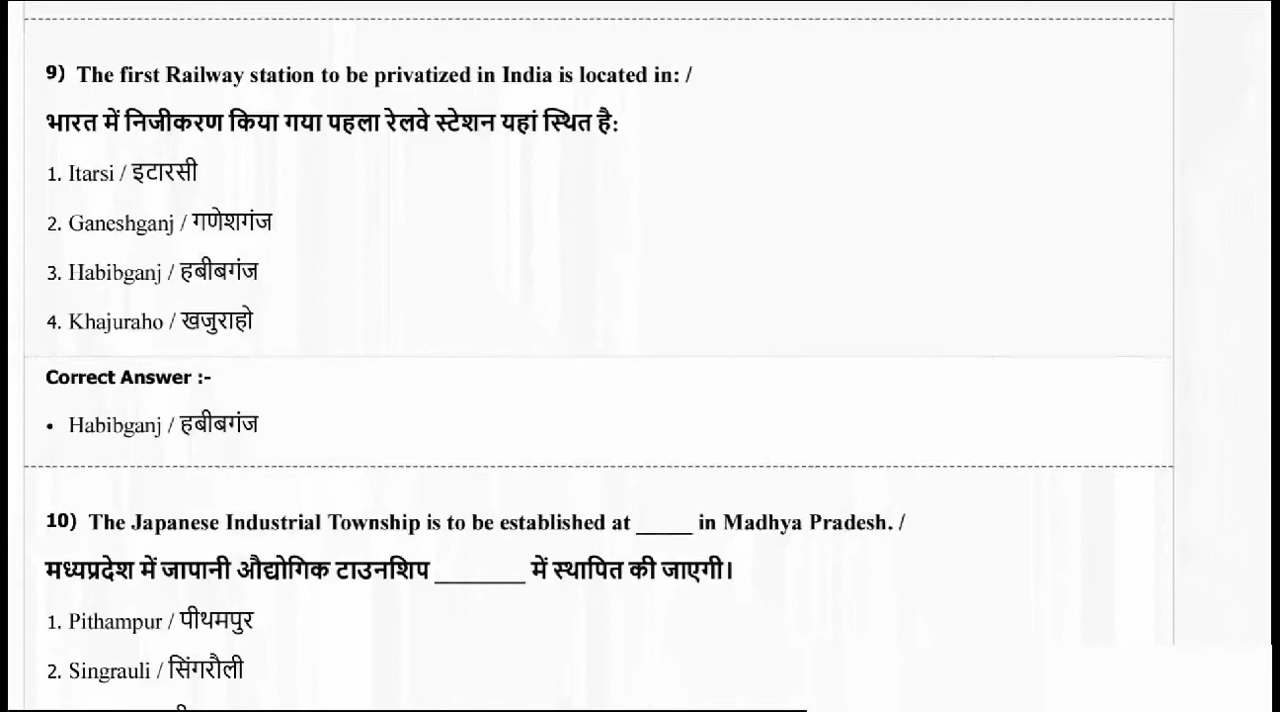 9) The first Railway station to be privatized in India is located in: /
भारत में निजीकरण किया गया पहला रेलवे स्टेशन यहां स्थित है:
1. Itarsi / इटारसी
2. Ganeshganj / गणेशगंज
3. Habibganj / हबीबगंज
4. Khajuraho / खजुराहो
Correct Answer :-
• Habibganj / हबीबगंज
10) The Japanese Industrial Township is to be established at _____ in Madhya Pradesh. /
मध्यप्रदेश में जापानी औद्योगिक टाउनशिप ________ में स्थापित की जाएगी।
1. Pithampur / पीथमपुर
2. Singrauli / सिंगरौली